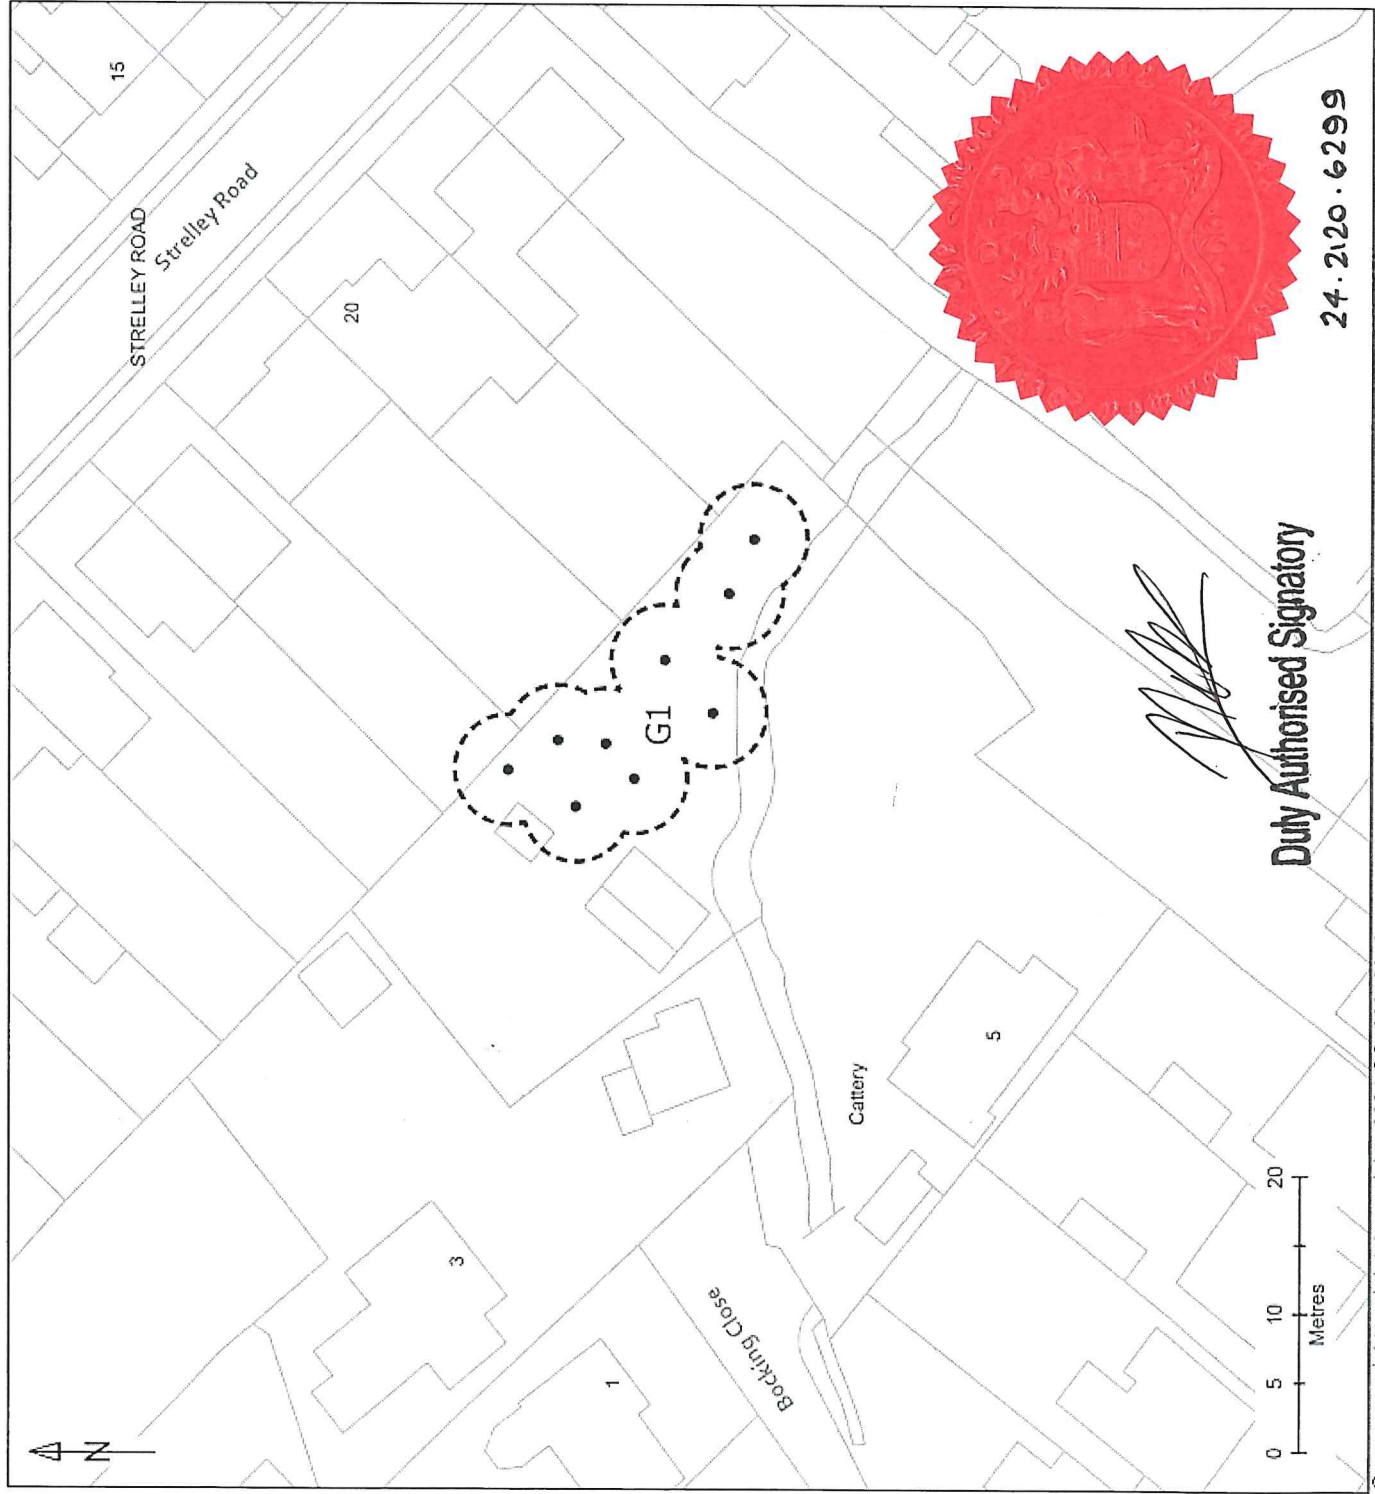 15
STRELLEY ROAD
Strelley Road
20
G1
3
1
Bocking Close
Cattery
5
N
0 5 10 20
Metres
Duly Authorised Signatory
24.2120.6299